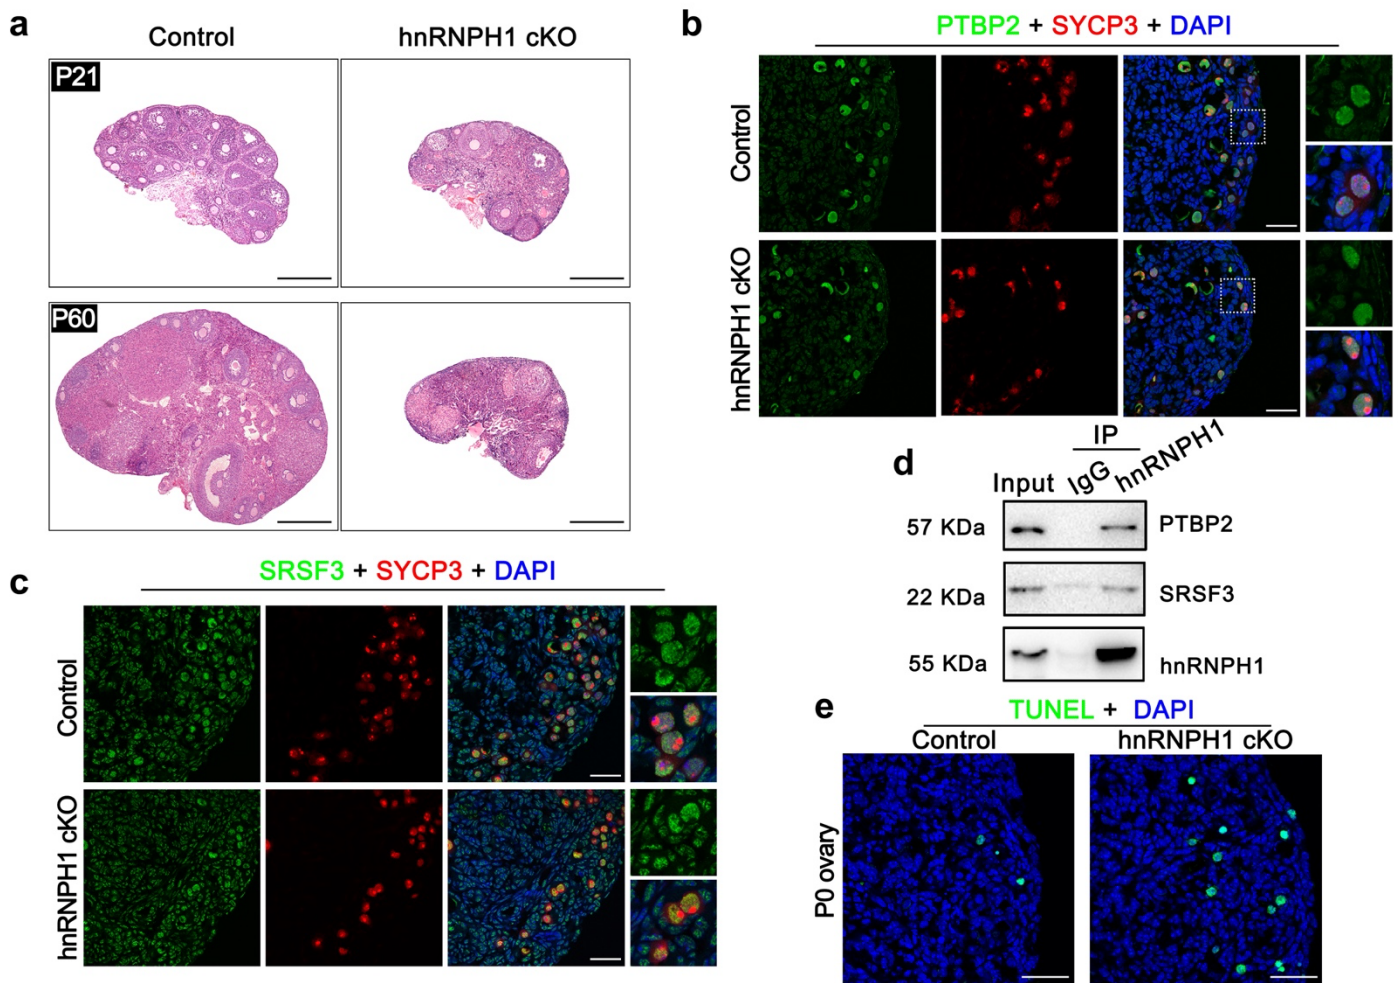 a
Control
hnRNPH1 cKO
P21
P60
b
PTBP2 + SYCP3 + DAPI
Control
hnRNPH1 cKO
c
SRSF3 + SYCP3 + DAPI
Control
hnRNPH1 cKO
d
IP
Input
IgG
hnRNPH1
57 KDa
PTBP2
22 KDa
SRSF3
55 KDa
hnRNPH1
e
TUNEL + DAPI
Control
hnRNPH1 cKO
P0 ovary